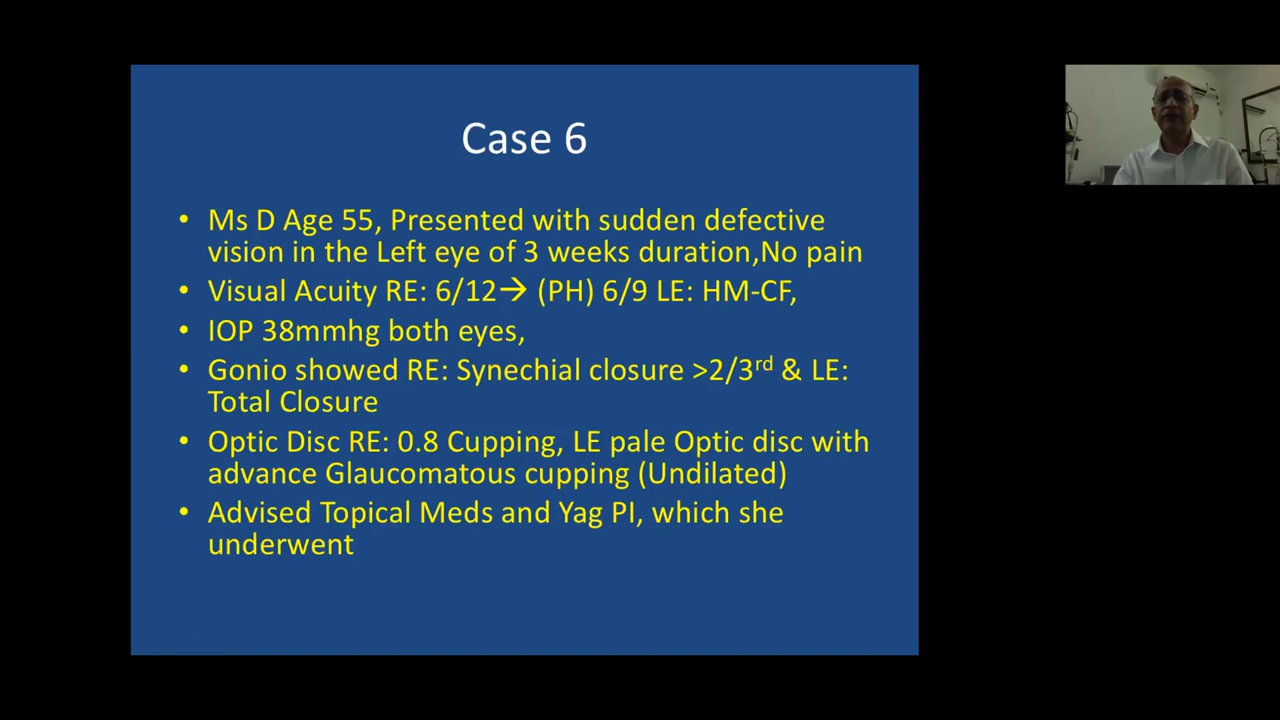 Case 6
• Ms D Age 55, Presented with sudden defective
vision in the Left eye of 3 weeks duration,No pain
• Visual Acuity RE: 6/12→ (PH) 6/9 LE: HM-CF,
• IOP 38mmhg both eyes,
• Gonio showed RE: Synechial closure >2/3rd & LE:
Total Closure
• Optic Disc RE: 0.8 Cupping, LE pale Optic disc with
advance Glaucomatous cupping (Undilated)
• Advised Topical Meds and Yag PI, which she
underwent